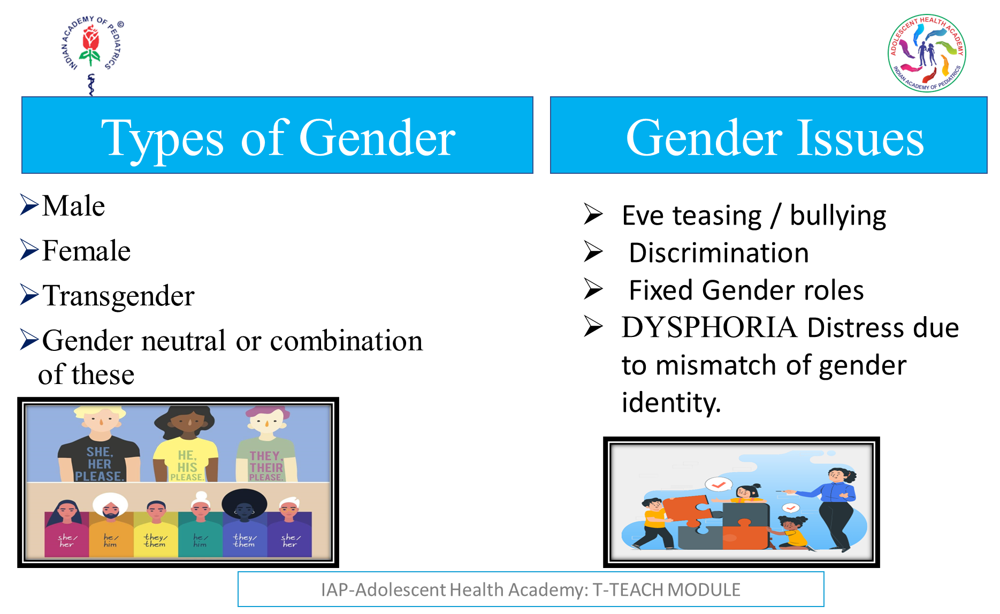 INDIAN ACADEMY OF PEDIATRICS ©
ADOLESCENT HEALTH ACADEMY
INDIAN ACADEMY OF PEDIATRICS
Types of Gender
Male
Female
Transgender
Gender neutral or combination
of these
SHE,
HER
PLEASE.
HE,
HIS
PLEASE.
THEY,
THEIR
PLEASE.
she/
her
he/
him
they/
them
he/
him
they/
them
she/
her
Gender Issues
Eve teasing / bullying
Discrimination
Fixed Gender roles
DYSPHORIA Distress due
to mismatch of gender
identity.
IAP-Adolescent Health Academy: T-TEACH MODULE